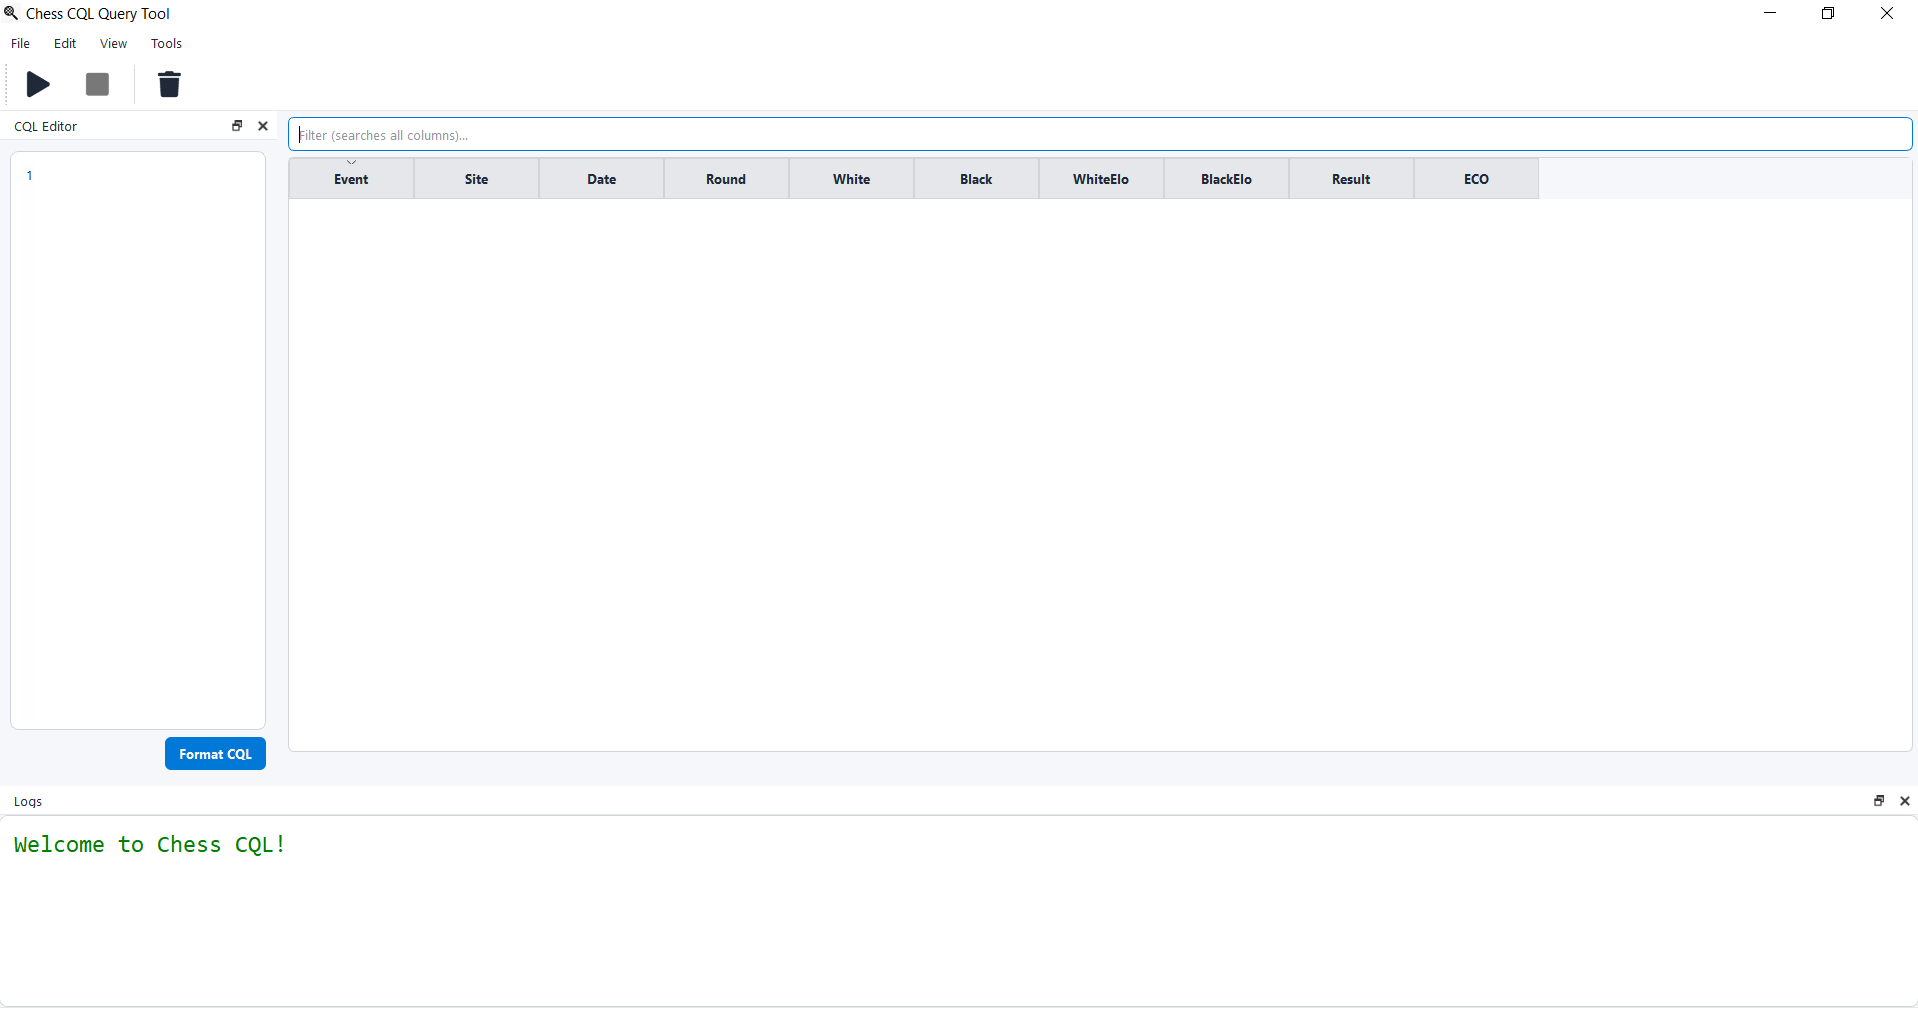 Chess CQL Query Tool
File Edit View Tools
CQL Editor
Filter (searches all columns)...
1
Event Site Date Round White Black WhiteElo BlackElo Result ECO
Format CQL
Logs
Welcome to Chess CQL!